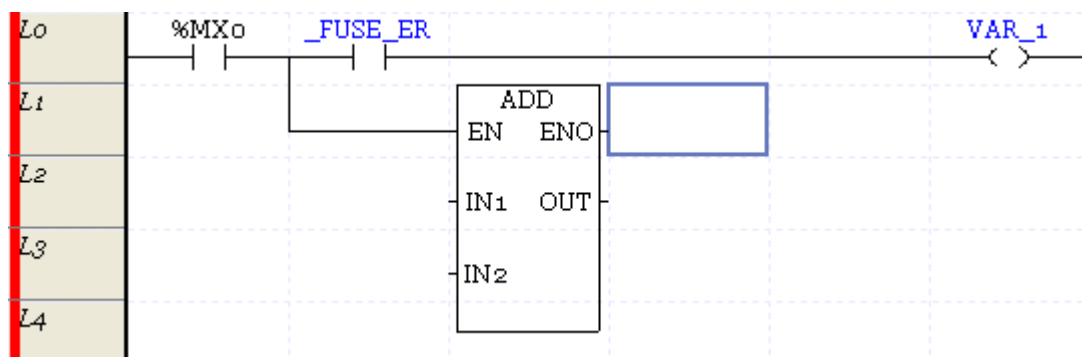 L0 %MX0 _FUSE_ER VAR_1
L1 ADD
EN ENO
L2 IN1 OUT
L3 IN2
L4